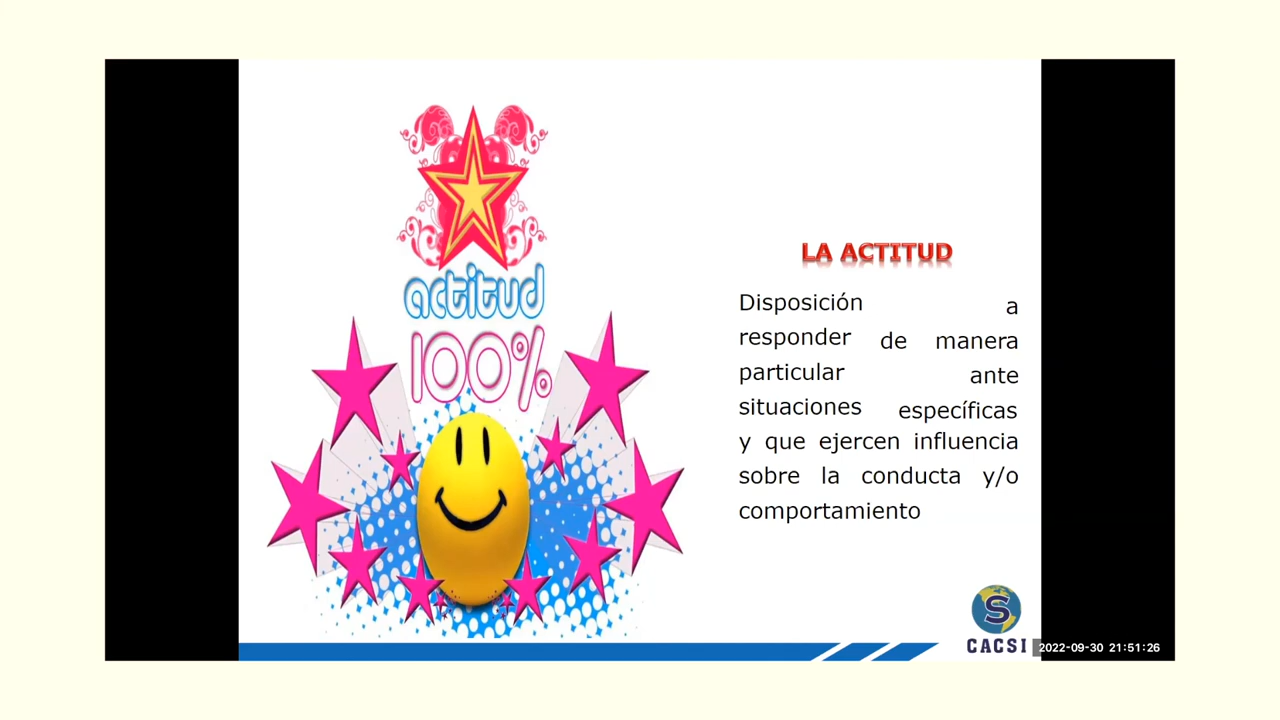 actitud
100%
LA ACTITUD
Disposición a
responder de manera
particular ante
situaciones específicas
y que ejercen influencia
sobre la conducta y/o
comportamiento
S
CACSI
2022-09-30 21:51:26